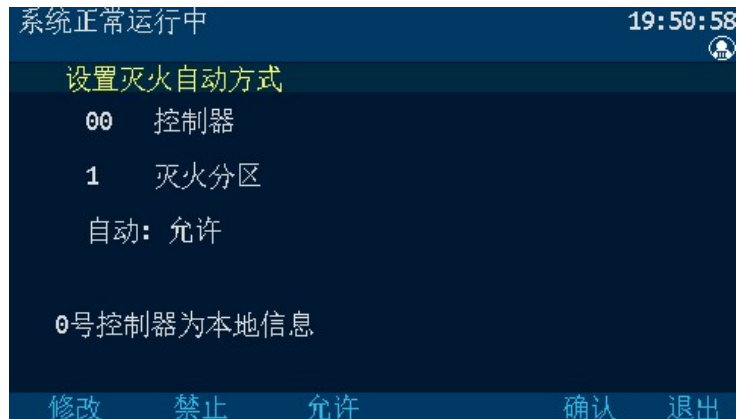 系统正常运行中 19:50:58
设置灭火自动方式
00 控制器
1 灭火分区
自动: 允许
0号控制器为本地信息
修改 禁止 允许 确认 退出